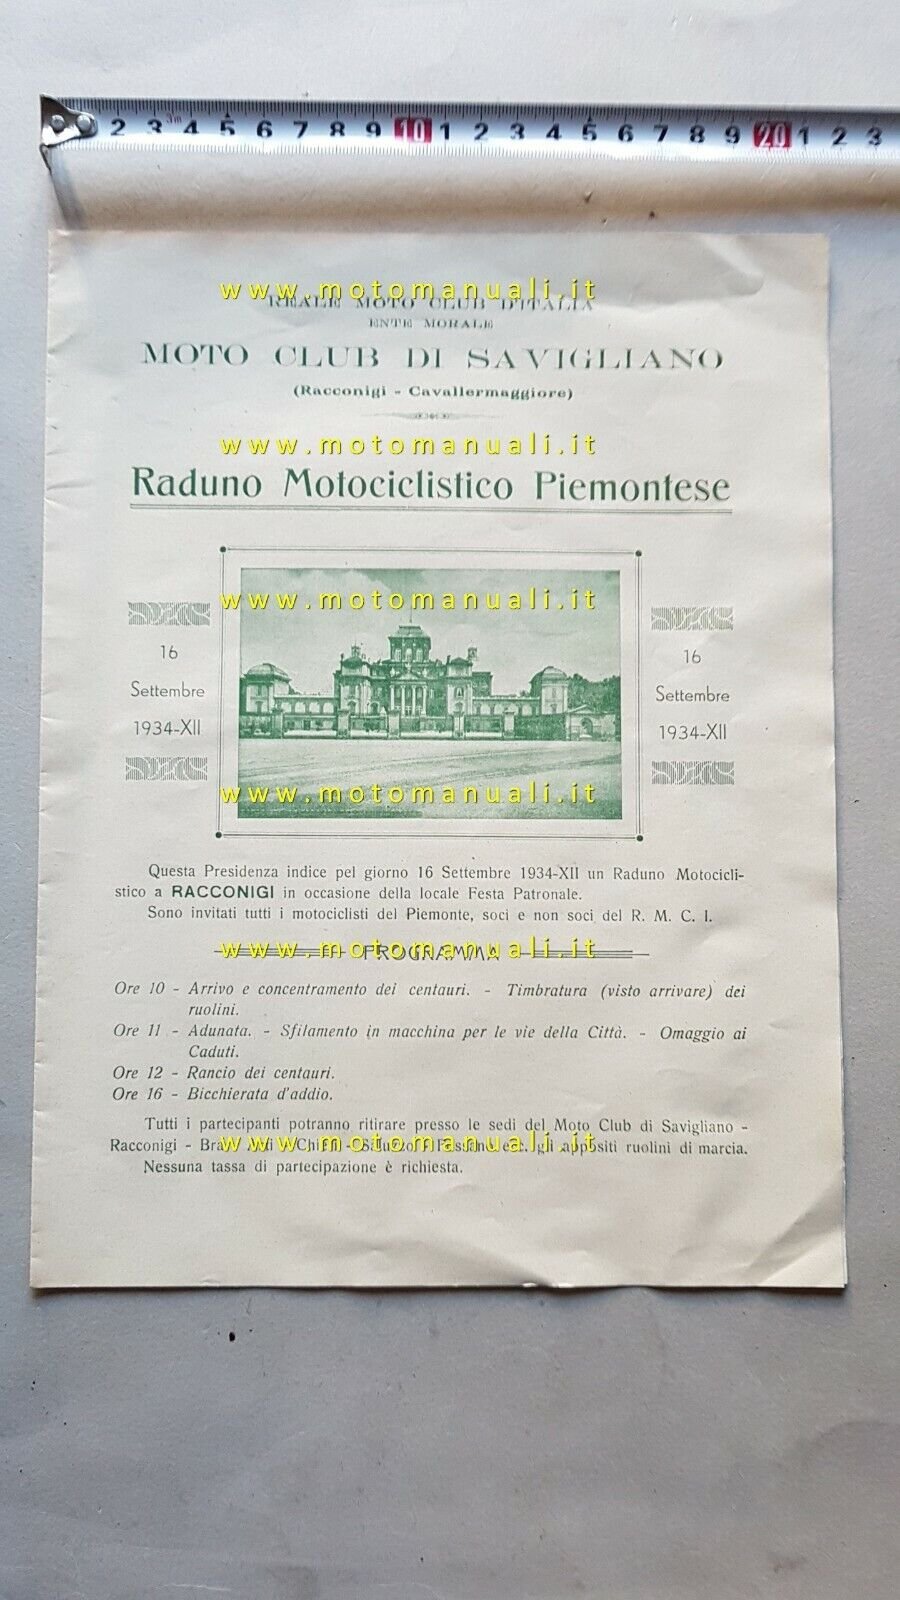 2 3 4 5 6 7 8 9 10 1 2 3 4 5 6 7 8 9 20 1 2 3
3m
www.motomanuali.it
REALE MOTO CLUB D'ITALIA
ENTE MORALE
MOTO CLUB DI SAVIGLIANO
(Racconigi - Cavallermaggiore)
www.motomanuali.it
Raduno Motociclistico Piemontese
www.motomanuali.it
16
Settembre
1934-XII
16
Settembre
1934-XII
www.motomanuali.it
Questa Presidenza indice pel giorno 16 Settembre 1934-XII un Raduno Motocicli-
stico a RACCONIGI in occasione della locale Festa Patronale.
Sono invitati tutti i motociclisti del Piemonte, soci e non soci del R. M. C. I.
www.motomanuali.it
PROGRAMMA
Ore 10 - Arrivo e concentramento dei centauri. - Timbratura (visto arrivare) dei
ruolini.
Ore 11 - Adunata. - Sfilamento in macchina per le vie della Città. - Omaggio ai
Caduti.
Ore 12 - Rancio dei centauri.
Ore 16 - Bicchierata d'addio.
Tutti i partecipanti potranno ritirare presso le sedi del Moto Club di Savigliano -
Racconigi - Bra - - Saluzzo - Fossano ecc. gli appositi ruolini di marcia.
www.motomanuali.it
Nessuna tassa di partecipazione è richiesta.